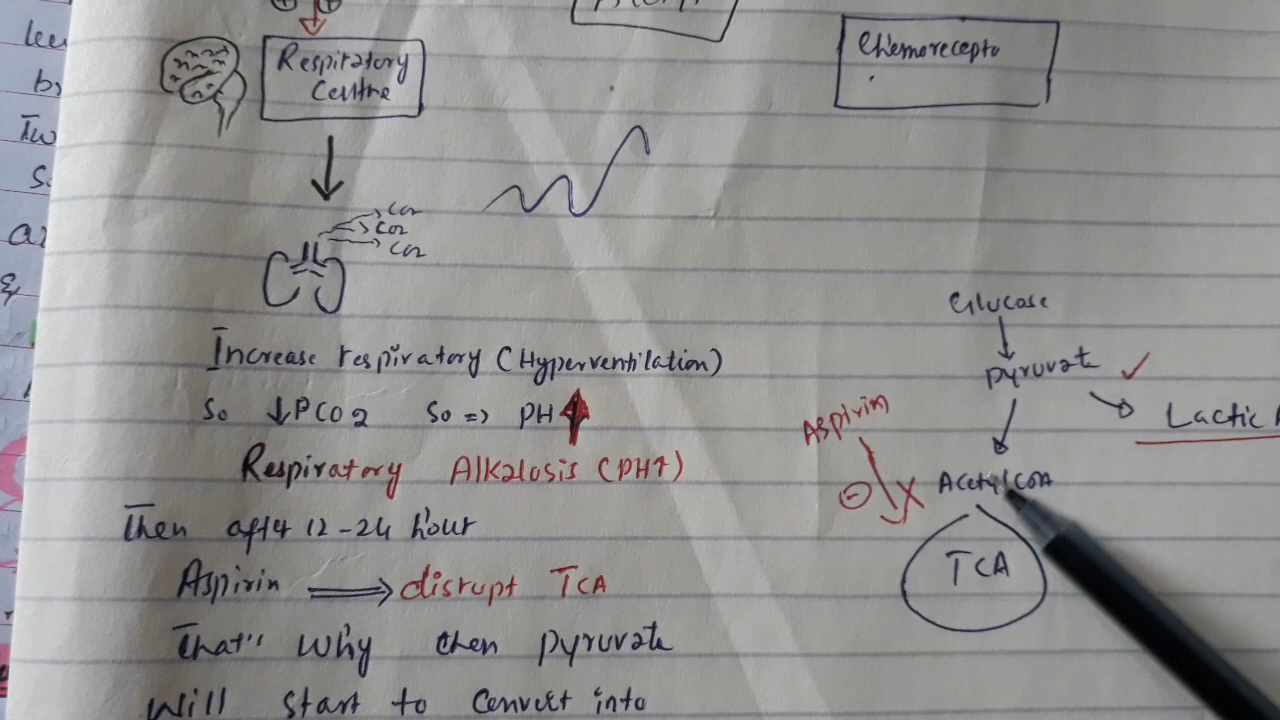 Respiratory
Centre
Chemorecepto
CO2
CO2
CO2
Glucose
Pyruvate ✓
Lactic
Increase respiratory (Hyperventilation)
So ↓PCO2 So => PH↑
Aspirin
Respiratory Alkalosis (PH↑)
Acetyl COA
Then aft4 12-24 hour
TCA
Aspirin ⟹ disrupt TCA
That's why then pyruvate
Will start to convert into